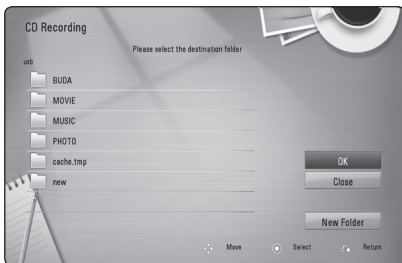 CD Recording
Please select the destination folder
usb
BUDA
MOVIE
MUSIC
PHOTO
cache.tmp
new
OK
Close
New Folder
Move Select Return